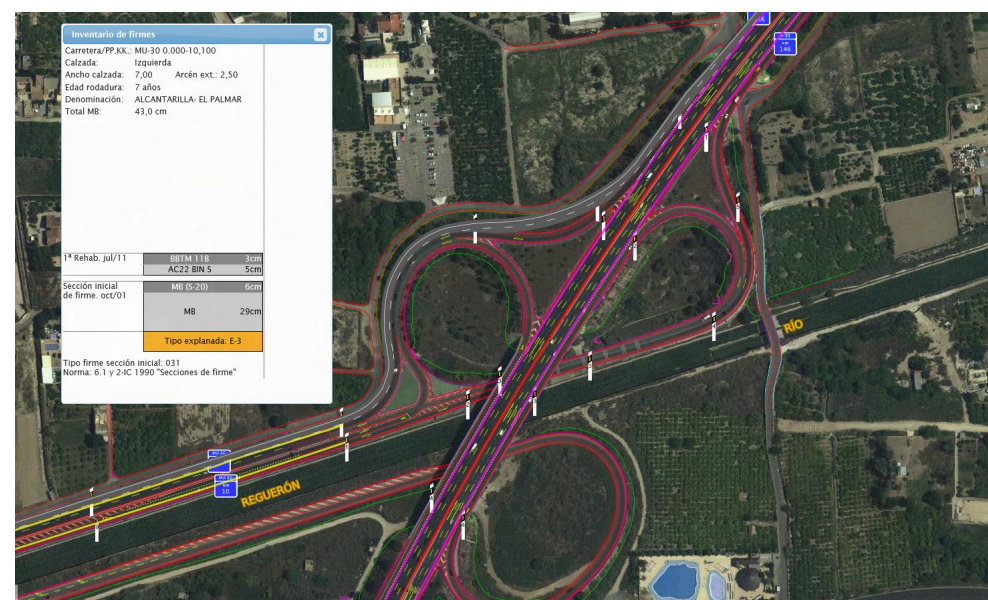 Inventario de firmes
Carretera/PP.KK.: MU-30 0.000-10,100
Calzada: Izquierda
Ancho calzada: 7,00 Arcén ext.: 2,50
Edad rodadura: 7 años
Denominación: ALCANTARILLA- EL PALMAR
Total MB: 43,0 cm
1ª Rehab. jul/11 BBTM 11B 3cm
AC22 BIN S 5cm
Sección inicial MB (S-20) 6cm
de firme. oct/01
MB 29cm
Tipo explanada: E-3
Tipo firme sección inicial: 031
Norma: 6.1 y 2-IC 1990 "Secciones de firme"
146
RÍO
MU-30
10
REGUERÓN